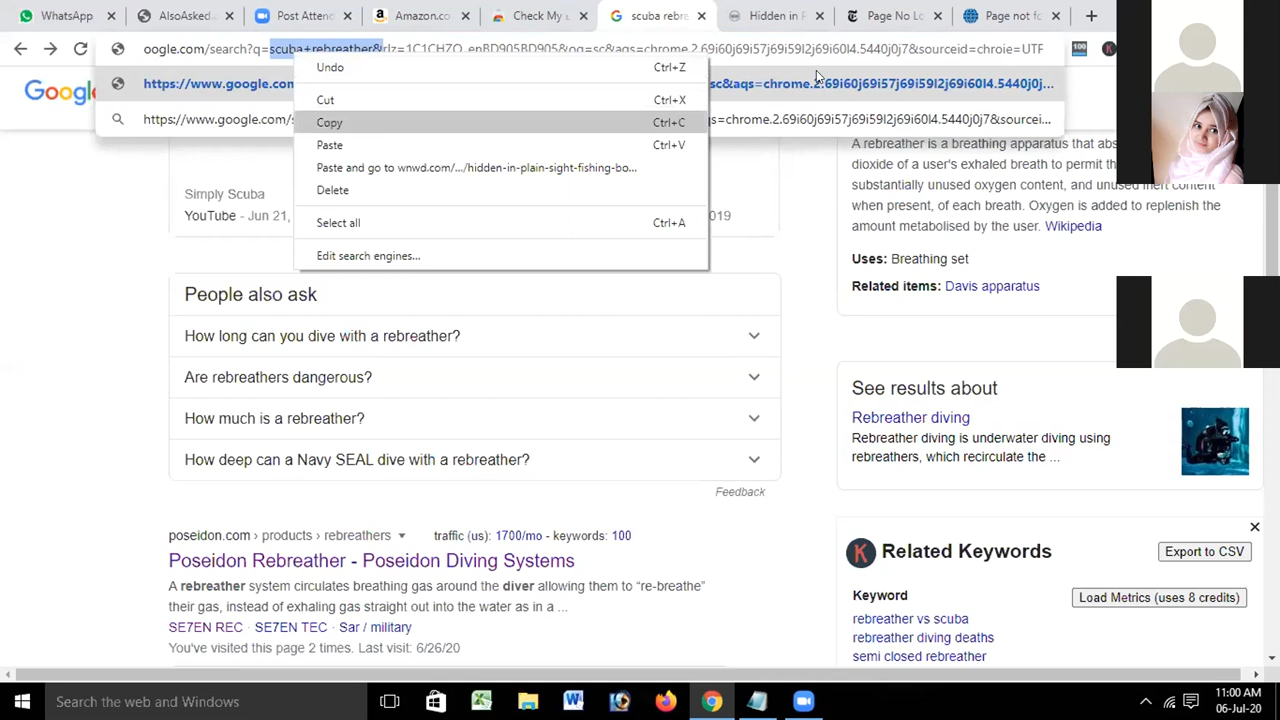 WhatsApp
AlsoAsked.
Post Attend
Amazon.co
Check My l
scuba rebre
Hidden in P
Page No Lo
Page not fo
oogle.com/search?q=scuba+rebreather&rlz=1C1CHZO_enBD905BD905&oq=sc&aqs=chrome.2.69i60j69i57j69i59l2j69i60l4.5440j0j7&sourceid=chroie=UTF
100
K
https://www.google.com
sc&aqs=chrome.2.69i60j69i57j69i59l2j69i60l4.5440j0j...
https://www.google.com/s
s=chrome.2.69i60j69i57j69i59l2j69i60l4.5440j0j7&sourcei...
Goo
Undo Ctrl+Z
Cut Ctrl+X
Copy Ctrl+C
Paste Ctrl+V
Paste and go to wnwd.com/.../hidden-in-plain-sight-fishing-bo...
Delete
Select all Ctrl+A
Edit search engines...
Simply Scuba
YouTube - Jun 21,
2019
A rebreather is a breathing apparatus that abs
dioxide of a user's exhaled breath to permit th
substantially unused oxygen content, and unused inert content
when present, of each breath. Oxygen is added to replenish the
amount metabolised by the user. Wikipedia
Uses: Breathing set
Related items: Davis apparatus
People also ask
How long can you dive with a rebreather?
Are rebreathers dangerous?
How much is a rebreather?
How deep can a Navy SEAL dive with a rebreather?
Feedback
See results about
Rebreather diving
Rebreather diving is underwater diving using
rebreathers, which recirculate the ...
poseidon.com › products › rebreathers
traffic (us): 1700/mo - keywords: 100
Poseidon Rebreather - Poseidon Diving Systems
A rebreather system circulates breathing gas around the diver allowing them to “re-breathe”
their gas, instead of exhaling gas straight out into the water as in a ...
SE7EN REC · SE7EN TEC · Sar / military
You've visited this page 2 times. Last visit: 6/26/20
K
Related Keywords
Export to CSV
Keyword
Load Metrics (uses 8 credits)
rebreather vs scuba
rebreather diving deaths
semi closed rebreather
Search the web and Windows
11:00 AM
06-Jul-20